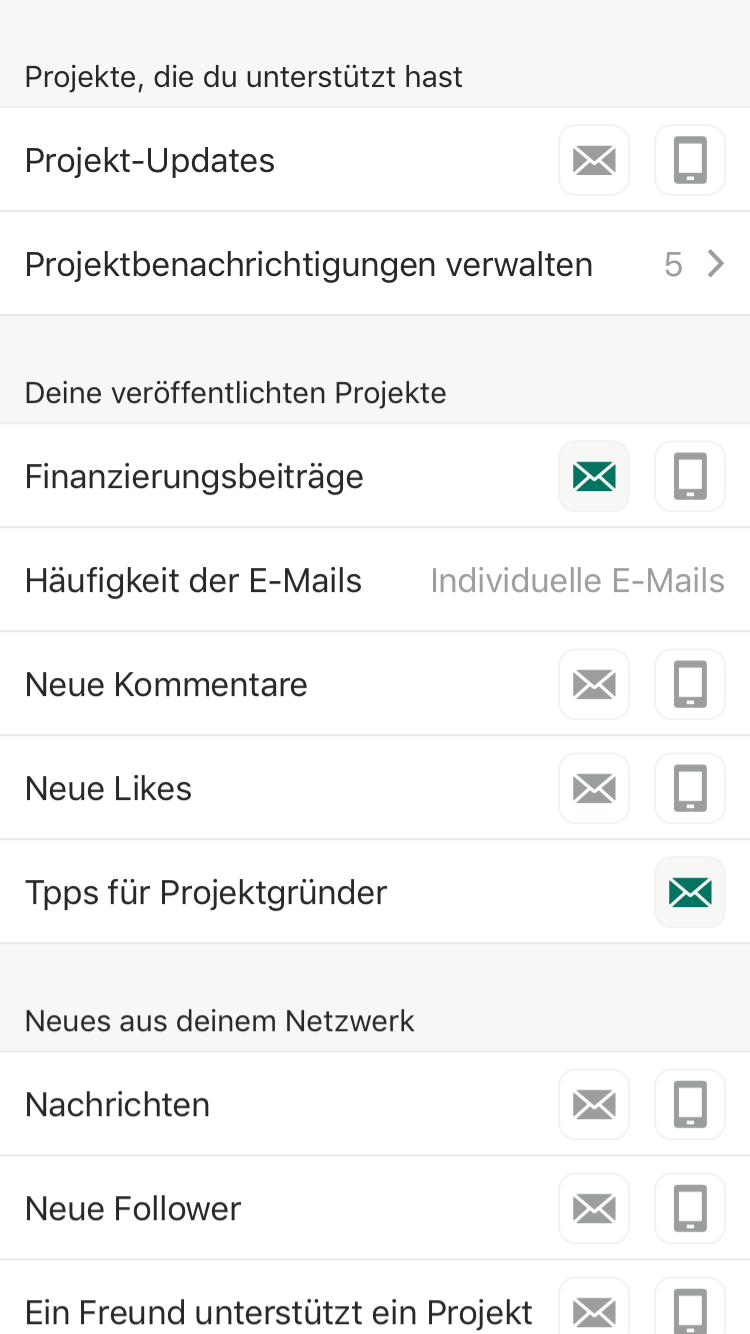 Projekte, die du unterstützt hast
Projekt-Updates
Projektbenachrichtigungen verwalten 5
Deine veröffentlichten Projekte
Finanzierungsbeiträge
Häufigkeit der E-Mails Individuelle E-Mails
Neue Kommentare
Neue Likes
Tpps für Projektgründer
Neues aus deinem Netzwerk
Nachrichten
Neue Follower
Ein Freund unterstützt ein Projekt